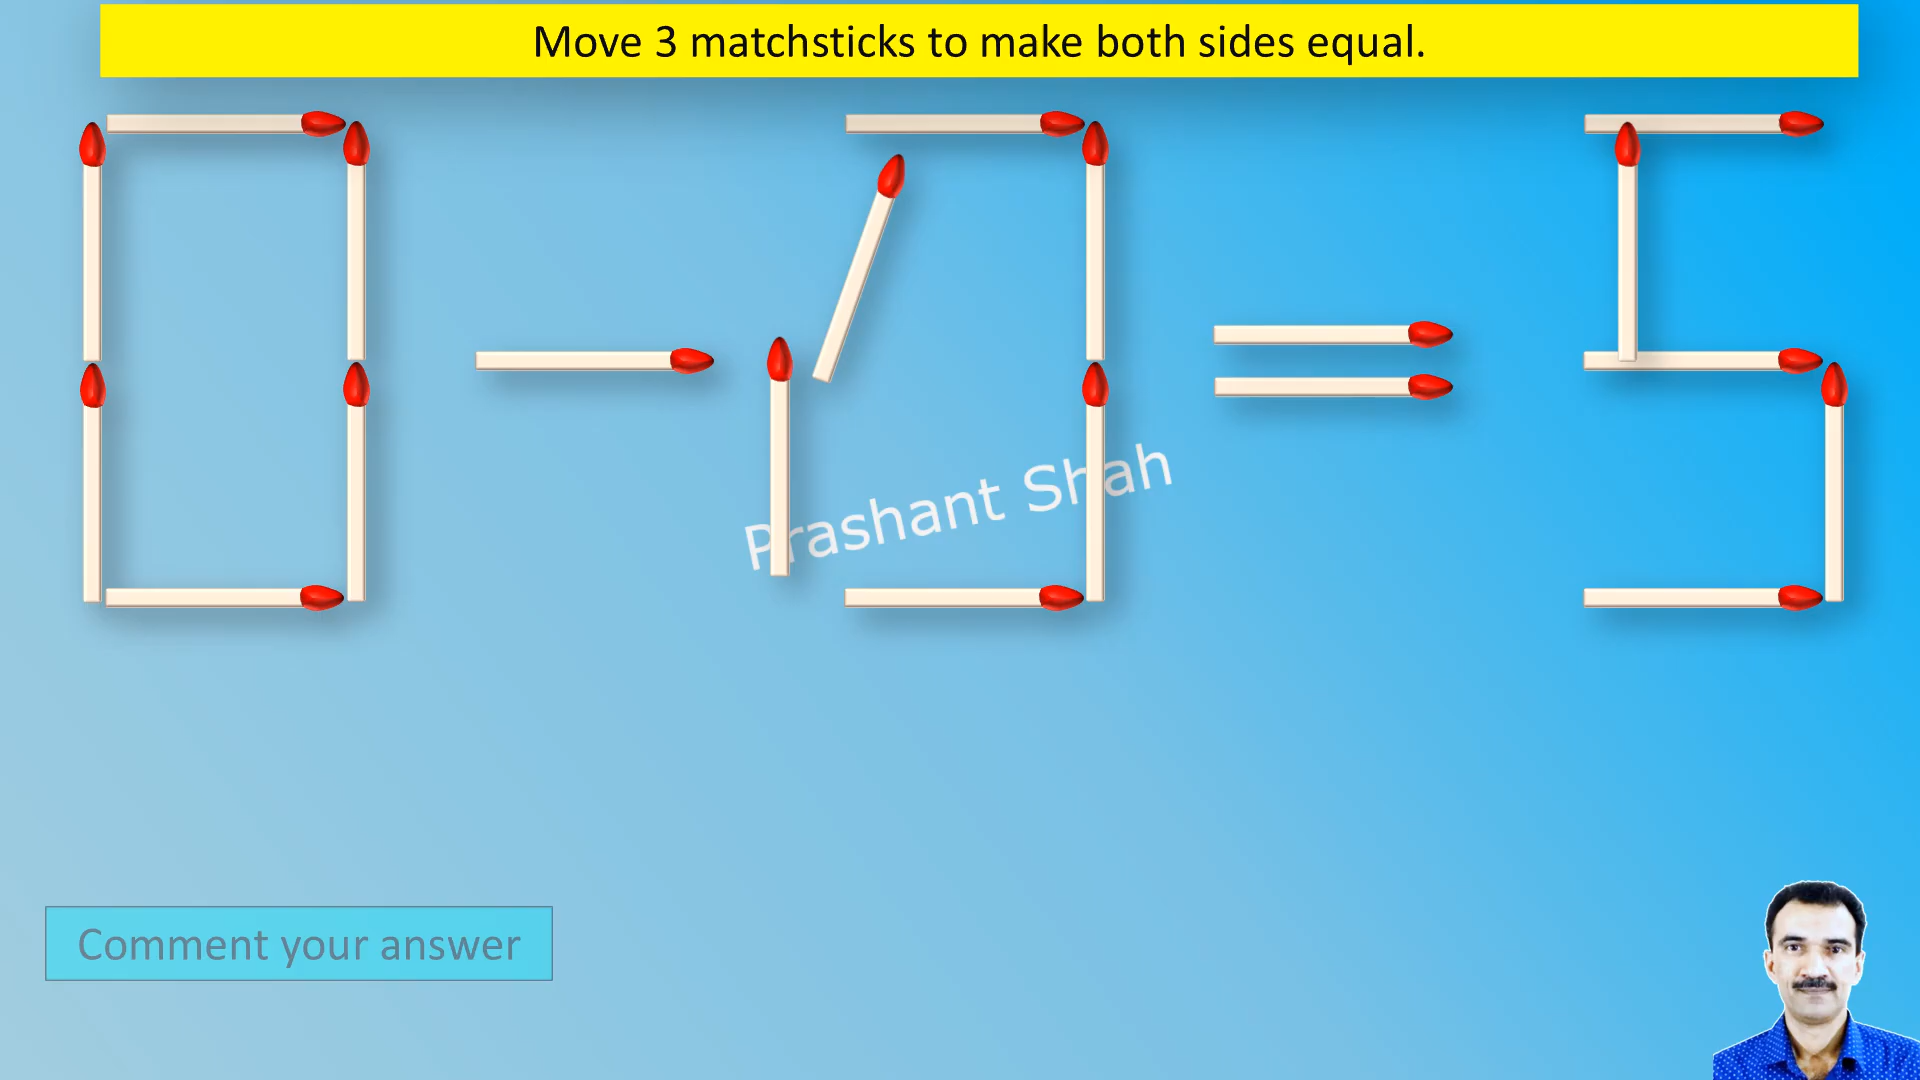 Move 3 matchsticks to make both sides equal.
Prashant Shah
Comment your answer